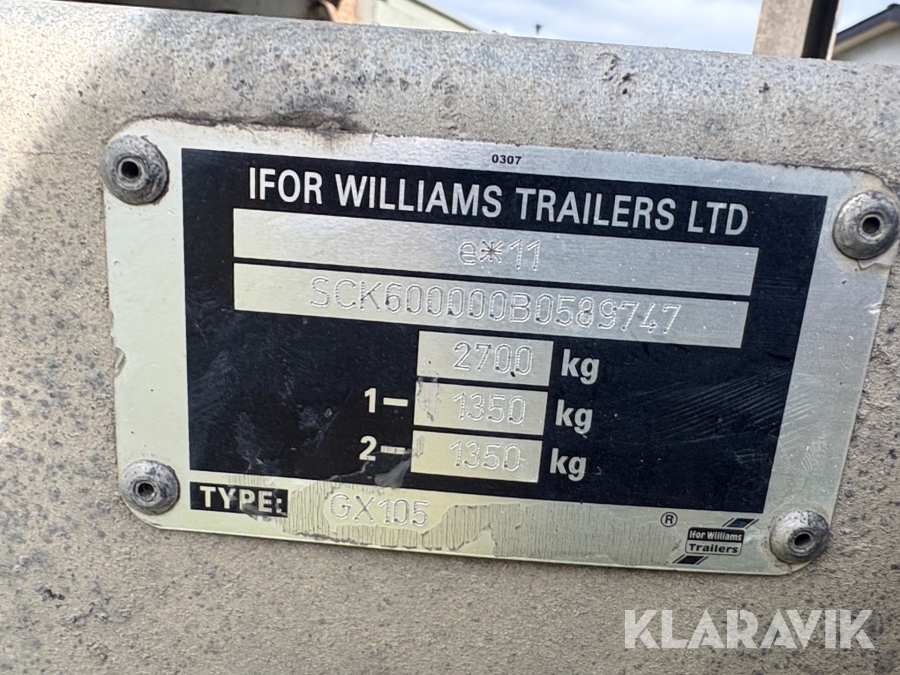 0307
IFOR WILLIAMS TRAILERS LTD
e*11
SCK600000B0589747
2700 kg
1- 1350 kg
2- 1350 kg
TYPE: GX105
® Ifor Williams
Trailers
KLARAVIK